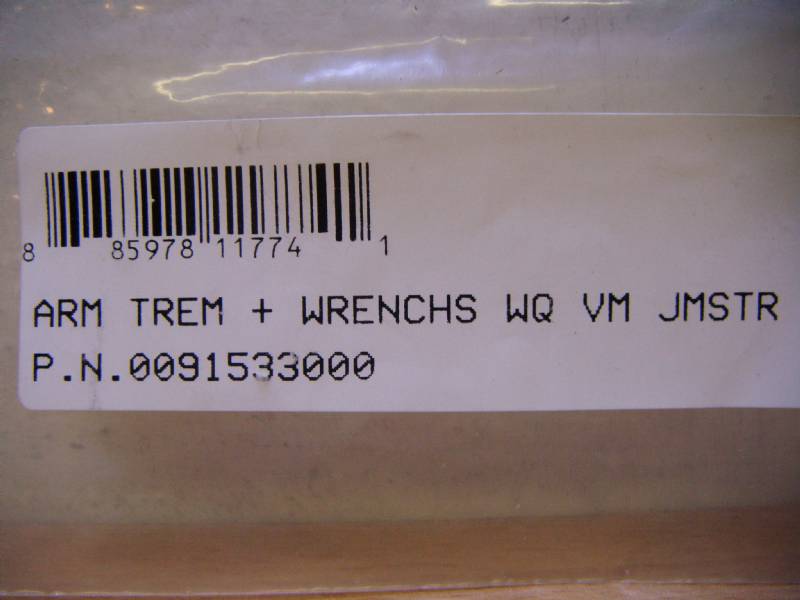 8 85978 11774 1
ARM TREM + WRENCHS WQ VM JMSTR
P.N.0091533000